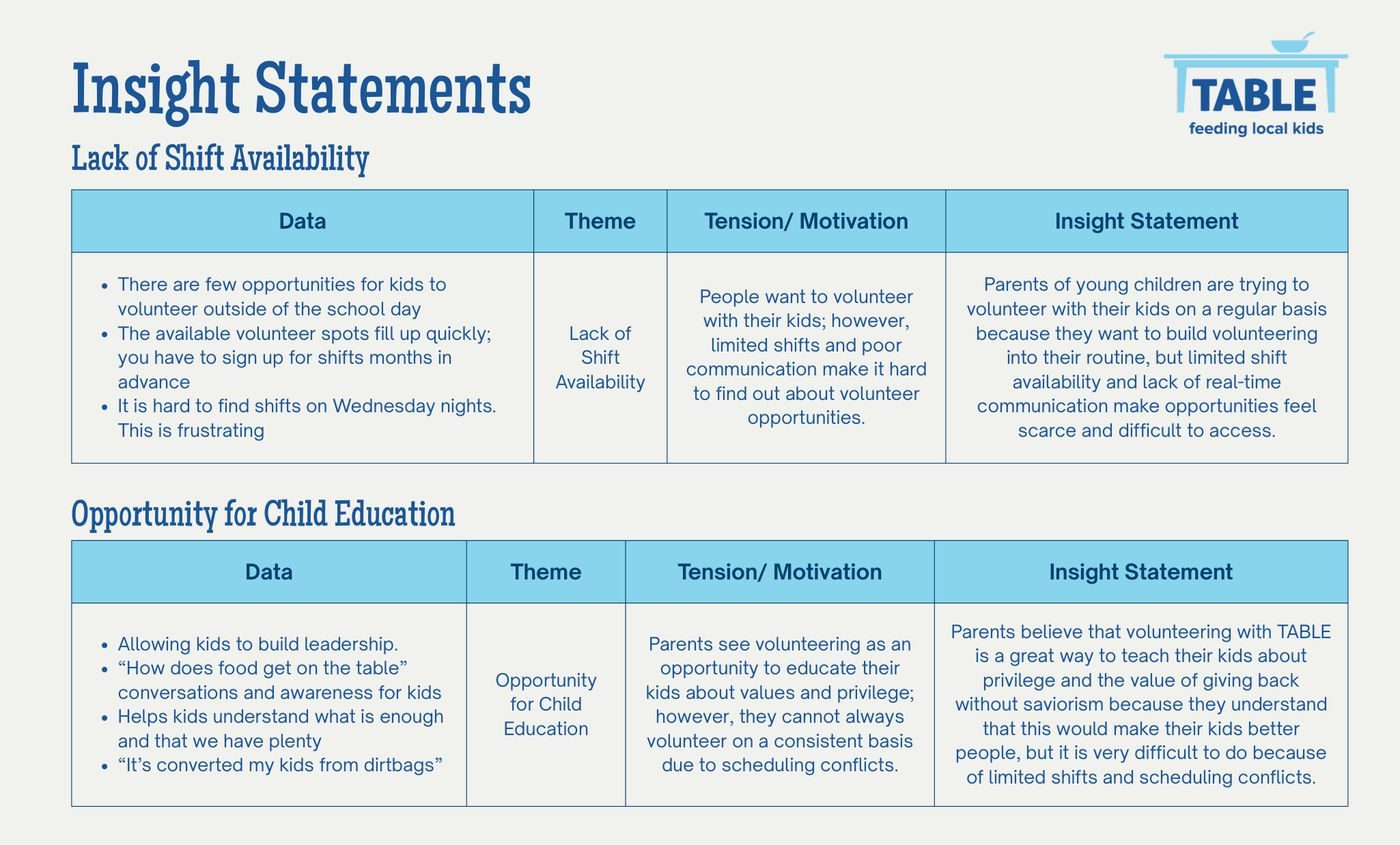 Insight Statements
TABLE
feeding local kids
Lack of Shift Availability
Data
Theme
Tension/ Motivation
Insight Statement
• There are few opportunities for kids to
volunteer outside of the school day
• The available volunteer spots fill up quickly;
you have to sign up for shifts months in
advance
• It is hard to find shifts on Wednesday nights.
This is frustrating
Lack of
Shift
Availability
People want to volunteer
with their kids; however,
limited shifts and poor
communication make it hard
to find out about volunteer
opportunities.
Parents of young children are trying to
volunteer with their kids on a regular basis
because they want to build volunteering
into their routine, but limited shift
availability and lack of real-time
communication make opportunities feel
scarce and difficult to access.
Opportunity for Child Education
Data
Theme
Tension/ Motivation
Insight Statement
• Allowing kids to build leadership.
• “How does food get on the table”
conversations and awareness for kids
• Helps kids understand what is enough
and that we have plenty
• “It’s converted my kids from dirtbags”
Opportunity
for Child
Education
Parents see volunteering as an
opportunity to educate their
kids about values and privilege;
however, they cannot always
volunteer on a consistent basis
due to scheduling conflicts.
Parents believe that volunteering with TABLE
is a great way to teach their kids about
privilege and the value of giving back
without saviorism because they understand
that this would make their kids better
people, but it is very difficult to do because
of limited shifts and scheduling conflicts.